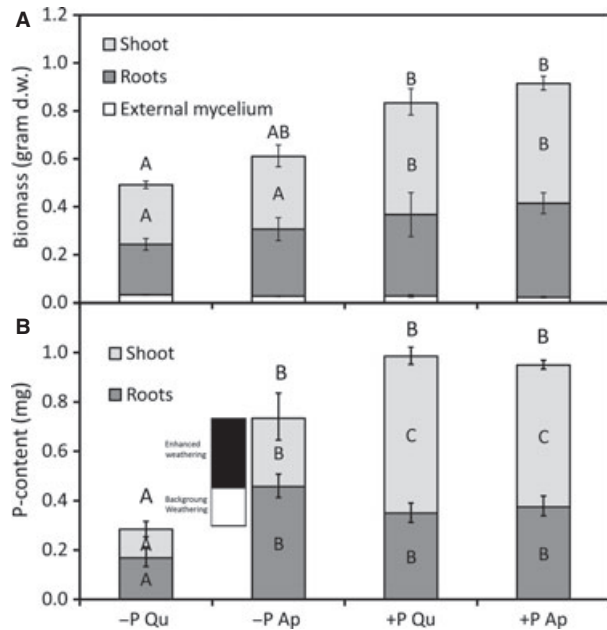 A
1.2
1.0
0.8
0.6
0.4
0.2
0.0
Biomass (gram d.w.)
Shoot
Roots
External mycelium
A
AB
B
B
A
A
B
B
B
1.0
0.8
0.6
0.4
0.2
0.0
P-content (mg)
Shoot
Roots
Enhanced
weathering
Backgroung
Weathering
A
B
B
B
A
B
C
C
A
B
B
B
–P Qu
–P Ap
+P Qu
+P Ap